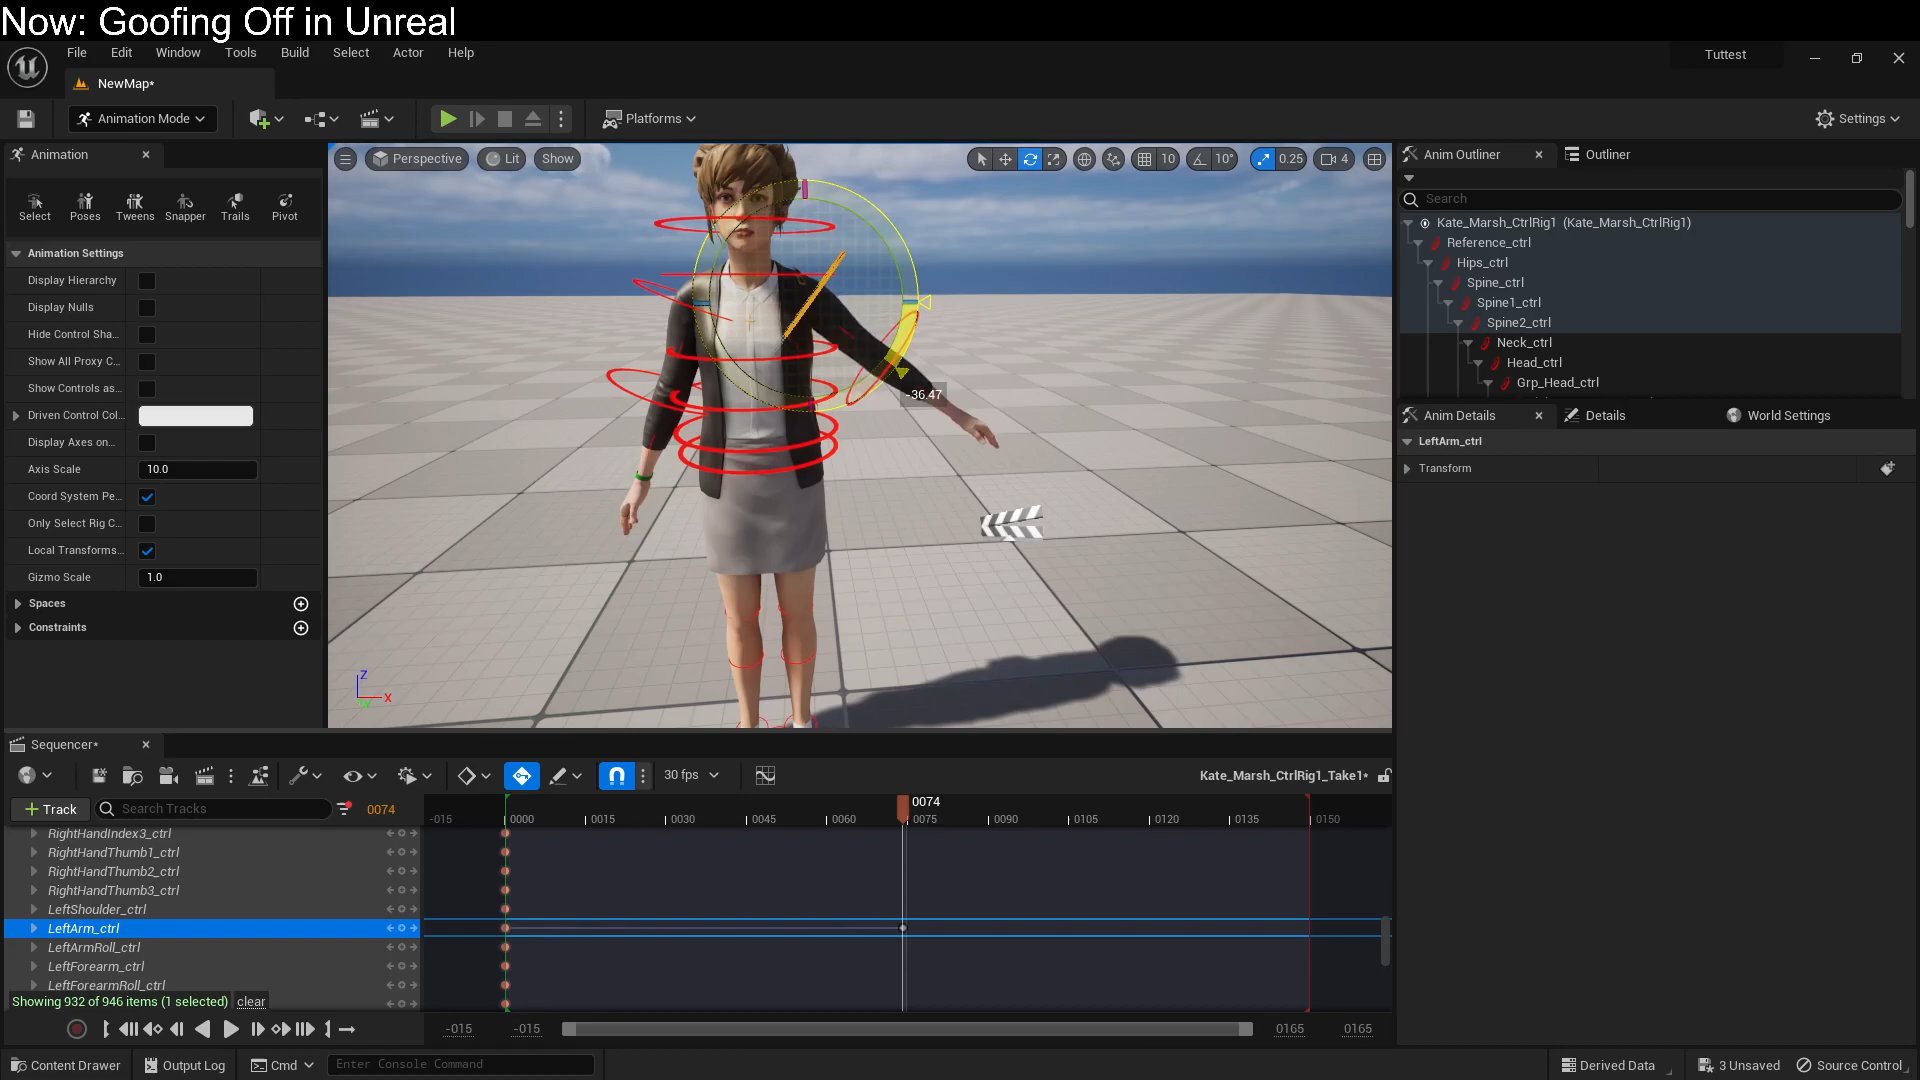 Now: Goofing Off in Unreal
File Edit Window Tools Build Select Actor Help
Tuttest
NewMap*
Animation Mode
Platforms
Settings
Animation
Select Poses Tweens Snapper Trails Pivot
Animation Settings
Display Hierarchy
Display Nulls
Hide Control Sha...
Show All Proxy C...
Show Controls as...
Driven Control Col...
Display Axes on...
Axis Scale 10.0
Coord System Pe...
Only Select Rig C...
Local Transforms...
Gizmo Scale 1.0
Spaces
Constraints
Perspective Lit Show
10 10° 0.25 4
-36.47
Z
X
Y
Anim Outliner Outliner
Search
Kate_Marsh_CtrlRig1 (Kate_Marsh_CtrlRig1)
Reference_ctrl
Hips_ctrl
Spine_ctrl
Spine1_ctrl
Spine2_ctrl
Neck_ctrl
Head_ctrl
Grp_Head_ctrl
Anim Details Details World Settings
LeftArm_ctrl
Transform
Sequencer*
30 fps
Kate_Marsh_CtrlRig1_Take1*
Track Search Tracks 0074
0074
-015 0000 0015 0030 0045 0060 0075 0090 0105 0120 0135 0150
RightHandIndex3_ctrl
RightHandThumb1_ctrl
RightHandThumb2_ctrl
RightHandThumb3_ctrl
LeftShoulder_ctrl
LeftArm_ctrl
LeftArmRoll_ctrl
LeftForearm_ctrl
LeftForearmRoll_ctrl
Showing 932 of 946 items (1 selected) clear
-015 -015 0165 0165
Content Drawer Output Log Cmd Enter Console Command
Derived Data 3 Unsaved Source Control